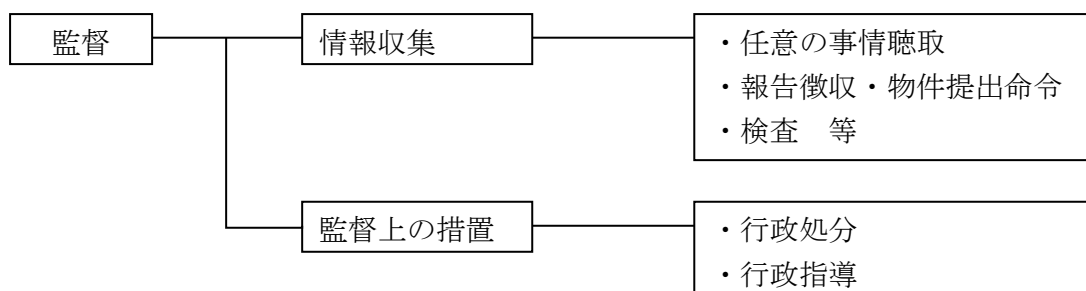 監督
情報収集
・任意の事情聴取
・報告徴収・物件提出命令
・検査　等
監督上の措置
・行政処分
・行政指導